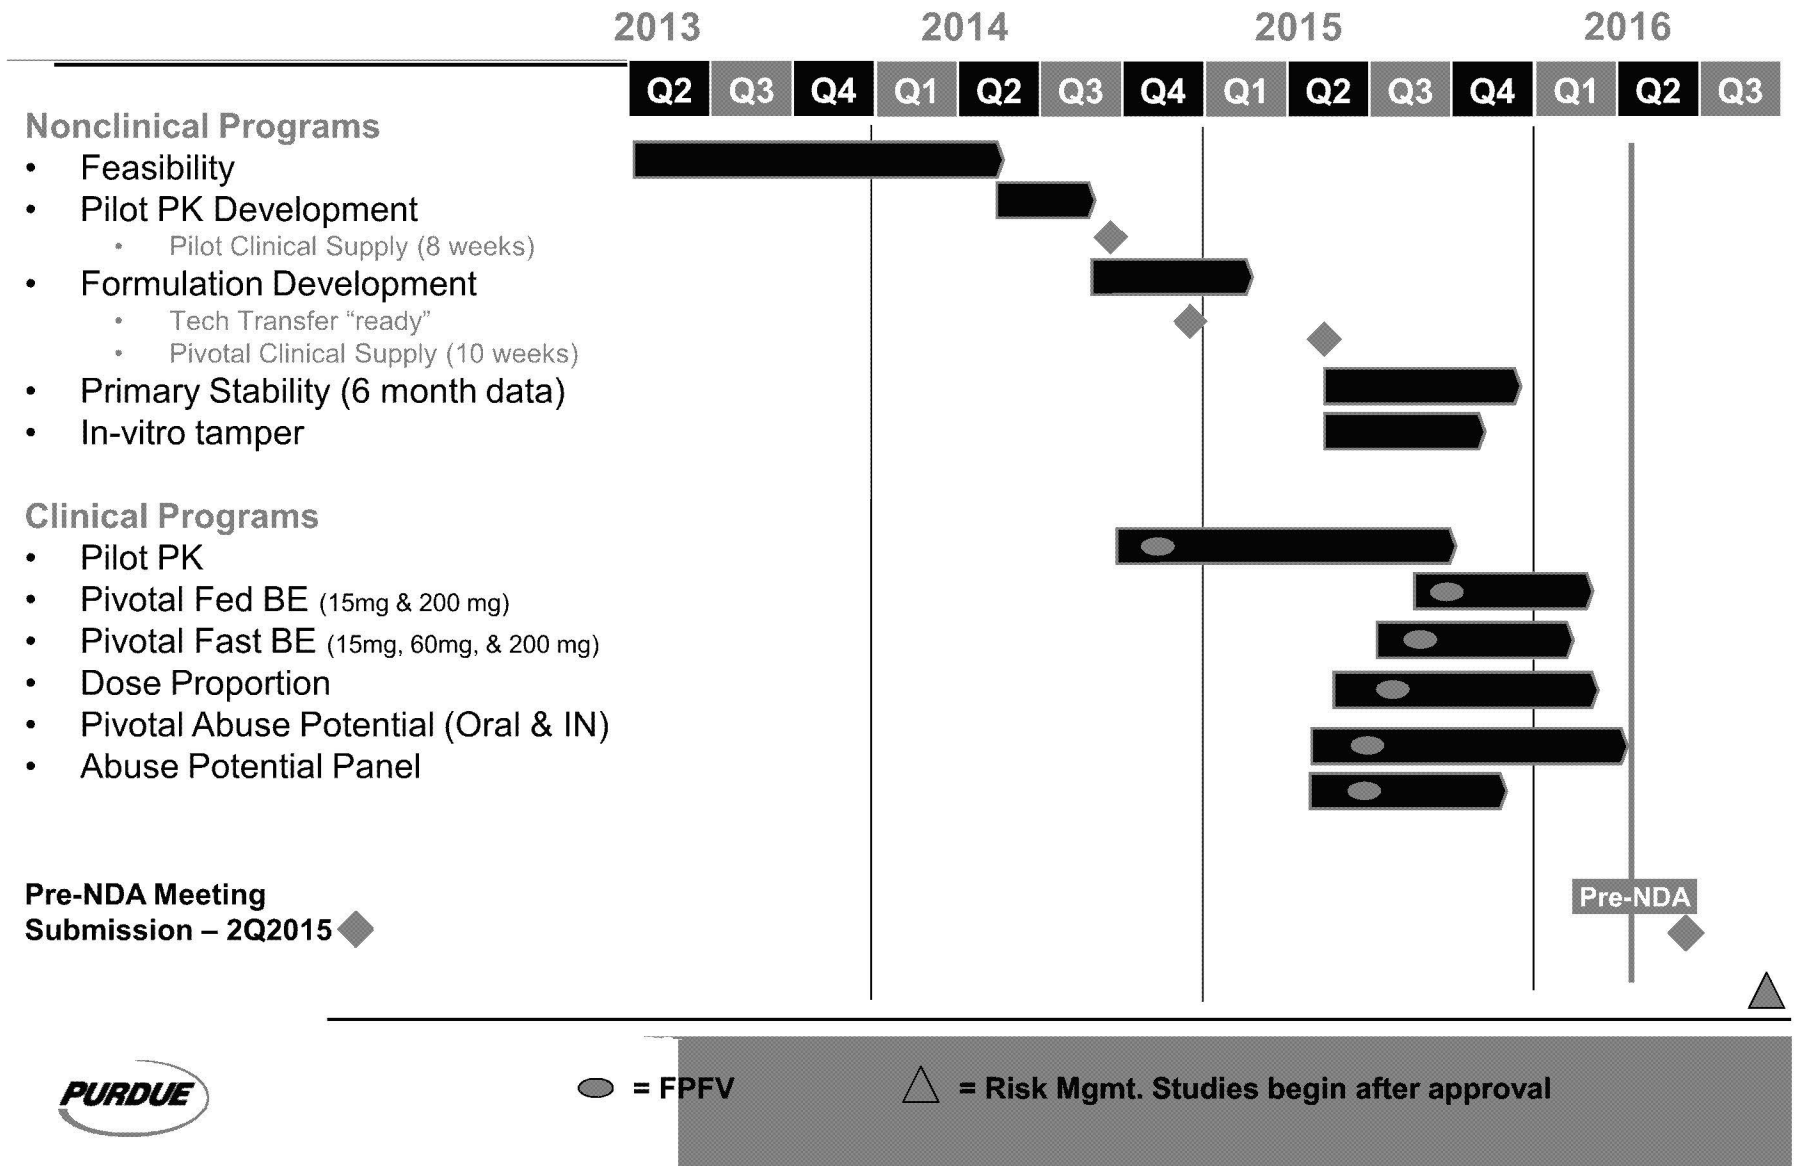 2013 2014 2015 2016
Q2 Q3 Q4 Q1 Q2 Q3 Q4 Q1 Q2 Q3 Q4 Q1 Q2 Q3
Nonclinical Programs
• Feasibility
• Pilot PK Development
• Pilot Clinical Supply (8 weeks)
• Formulation Development
• Tech Transfer “ready”
• Pivotal Clinical Supply (10 weeks)
• Primary Stability (6 month data)
• In-vitro tamper
Clinical Programs
• Pilot PK
• Pivotal Fed BE (15mg & 200 mg)
• Pivotal Fast BE (15mg, 60mg, & 200 mg)
• Dose Proportion
• Pivotal Abuse Potential (Oral & IN)
• Abuse Potential Panel
Pre-NDA Meeting
Submission – 2Q2015
Pre-NDA
PURDUE
= FPFV
= Risk Mgmt. Studies begin after approval